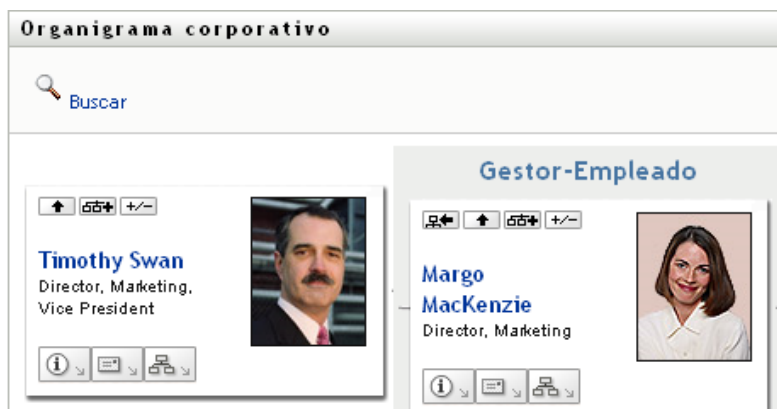 Organigrama corporativo
Buscar
Gestor-Empleado
Timothy Swan
Director, Marketing,
Vice President
Margo
MacKenzie
Director, Marketing